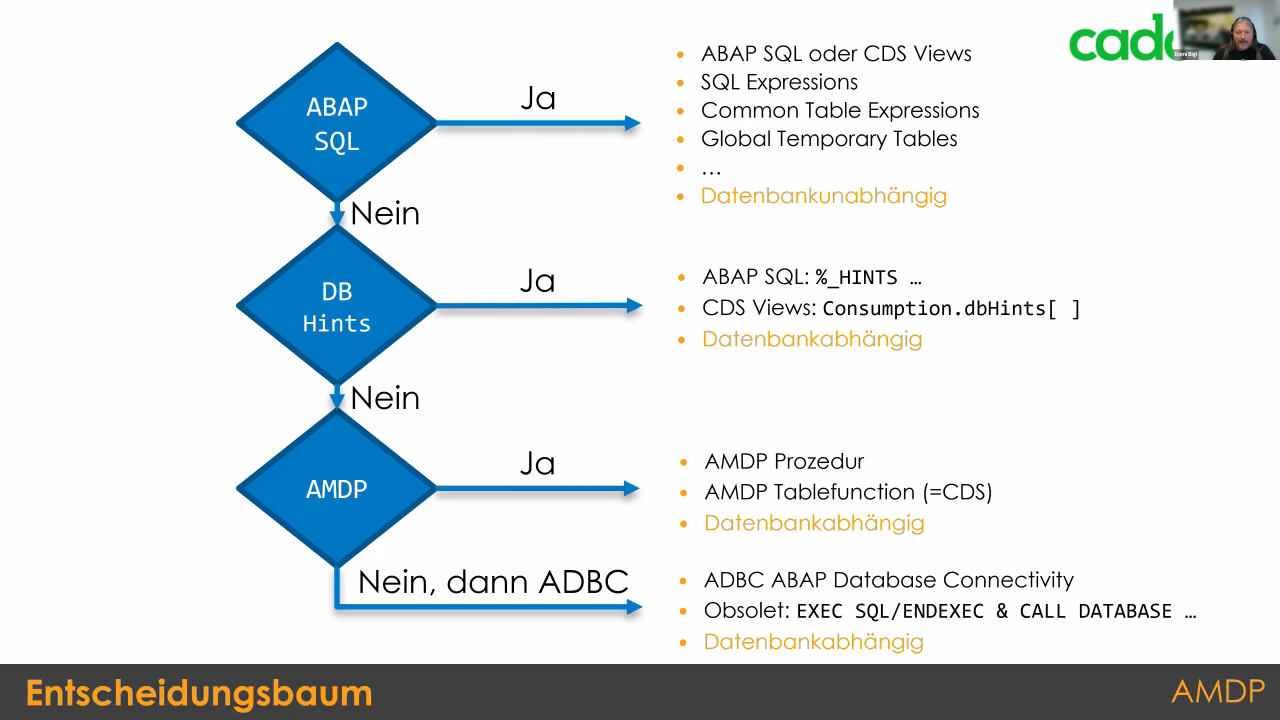 ABAP
SQL
Ja
• ABAP SQL oder CDS Views
• SQL Expressions
• Common Table Expressions
• Global Temporary Tables
• …
• Datenbankunabhängig
Nein
DB
Hints
Ja
• ABAP SQL: %_HINTS …
• CDS Views: Consumption.dbHints[ ]
• Datenbankabhängig
Nein
AMDP
Ja
• AMDP Prozedur
• AMDP Tablefunction (=CDS)
• Datenbankabhängig
Nein, dann ADBC
• ADBC ABAP Database Connectivity
• Obsolet: EXEC SQL/ENDEXEC & CALL DATABASE …
• Datenbankabhängig
Entscheidungsbaum
AMDP